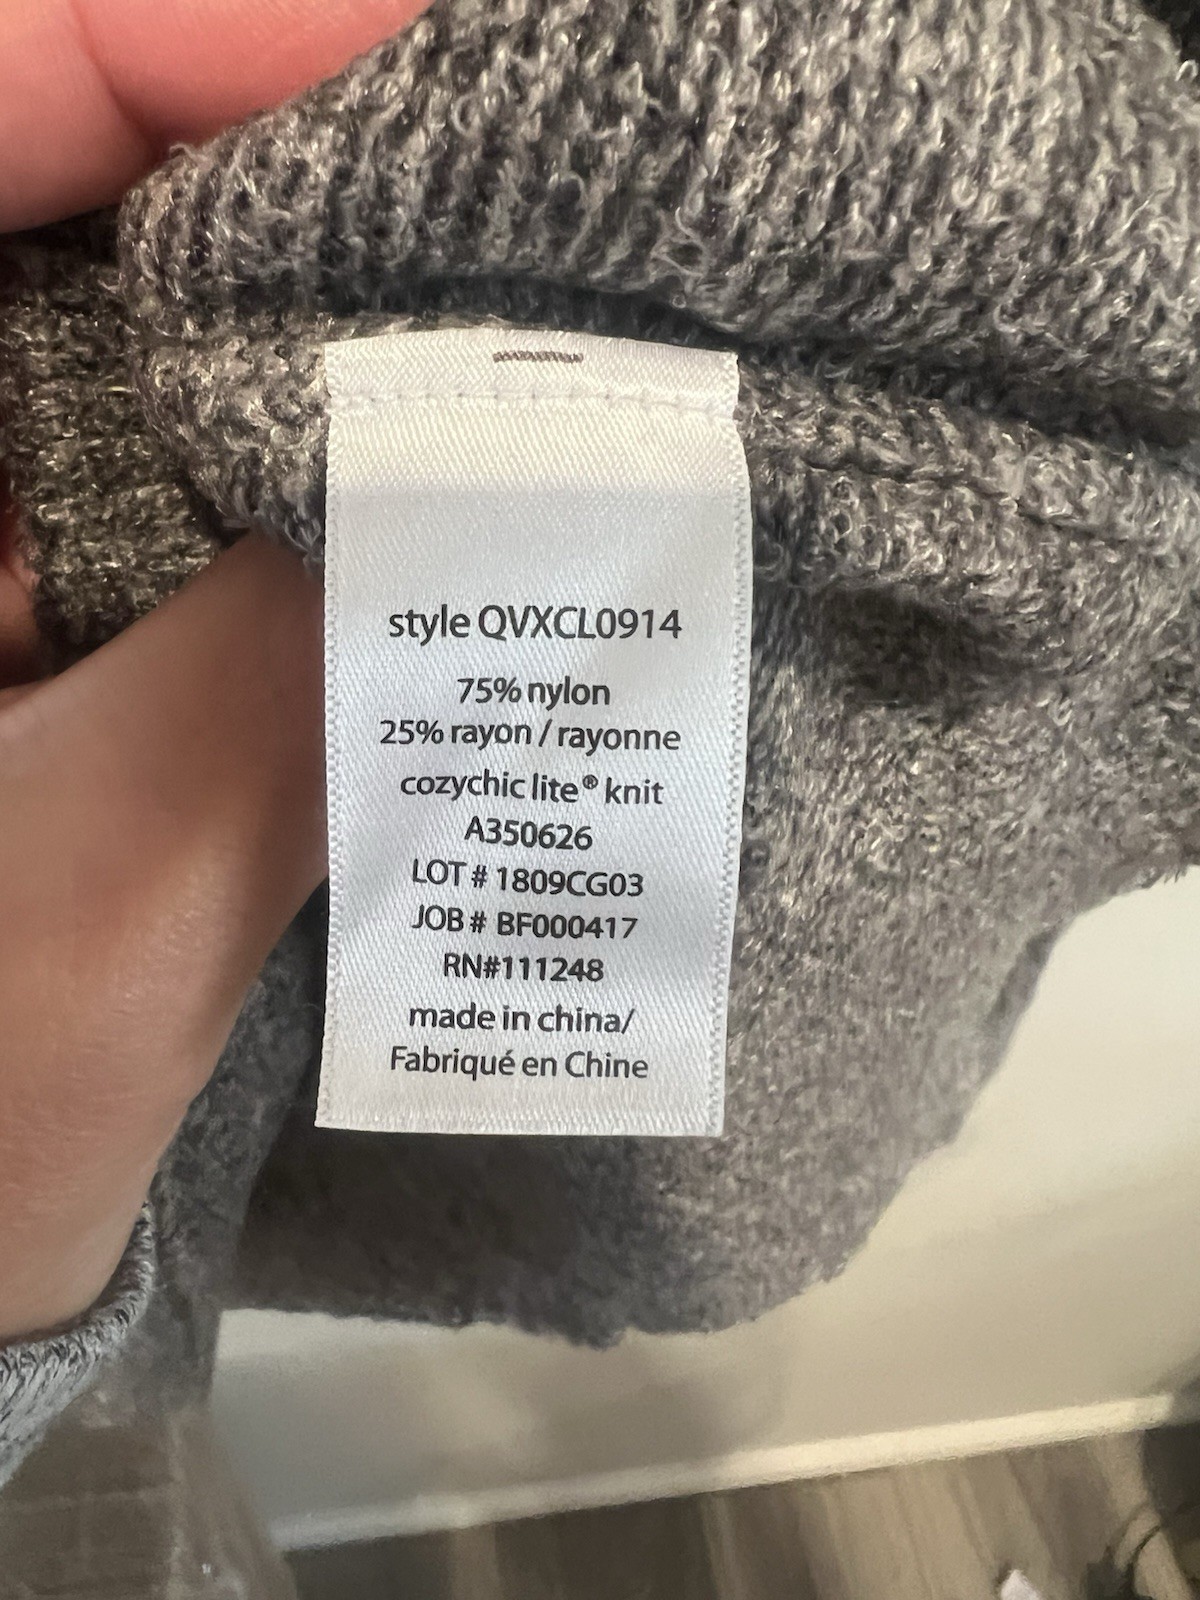 style QVXCL0914
75% nylon
25% rayon / rayonne
cozychic lite® knit
A350626
LOT # 1809CG03
JOB # BF000417
RN#111248
made in china/
Fabriqué en Chine